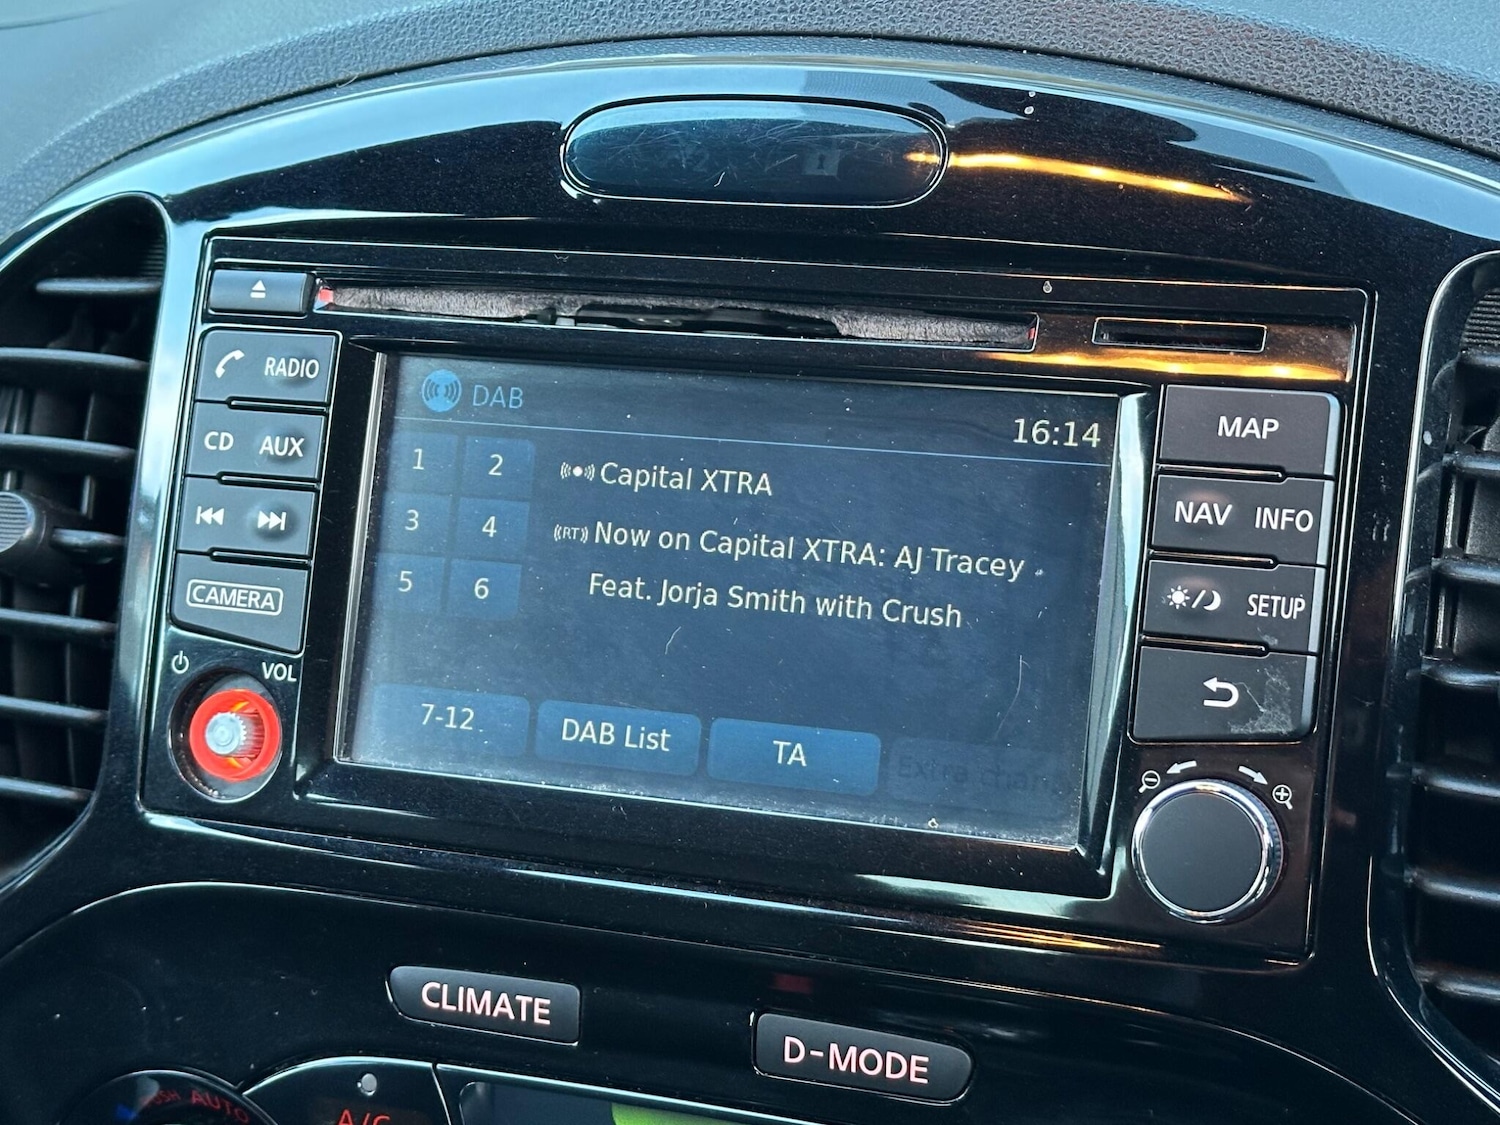 RADIO
CD AUX
CAMERA
VOL
DAB
16:14
1 2
3 4
5 6
Capital XTRA
((RT)) Now on Capital XTRA: AJ Tracey
Feat. Jorja Smith with Crush
7-12 DAB List TA
MAP
NAV INFO
SETUP
CLIMATE
D-MODE
AUTO
A/C